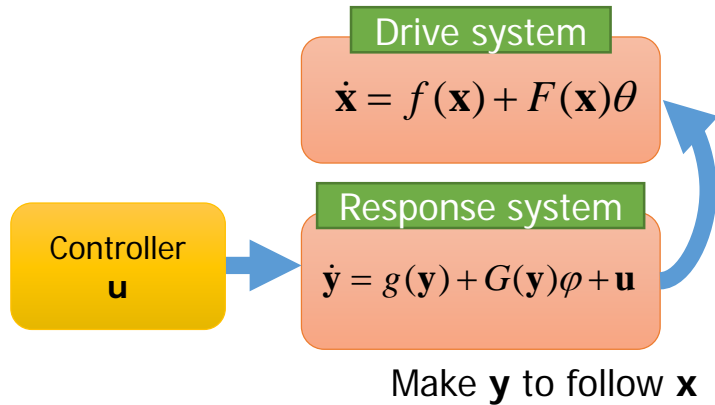 Drive system
ẋ = f(x) + F(x)θ
Response system
Controller
u
ẏ = g(y) + G(y)φ + u
Make y to follow x